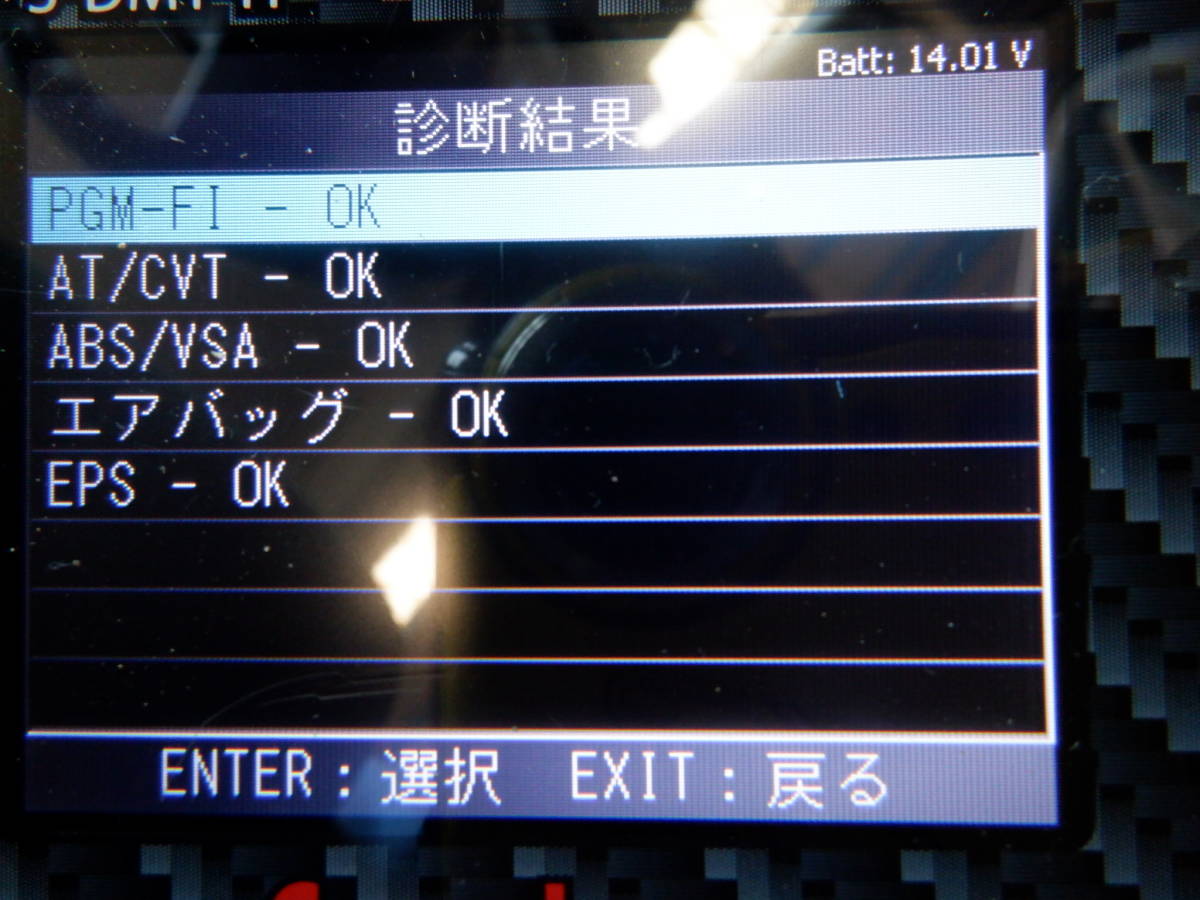 Batt: 14.01 V
診断結果
PGM-FI - OK
AT/CVT - OK
ABS/VSA - OK
エアバッグ - OK
EPS - OK
ENTER : 選択 EXIT : 戻る